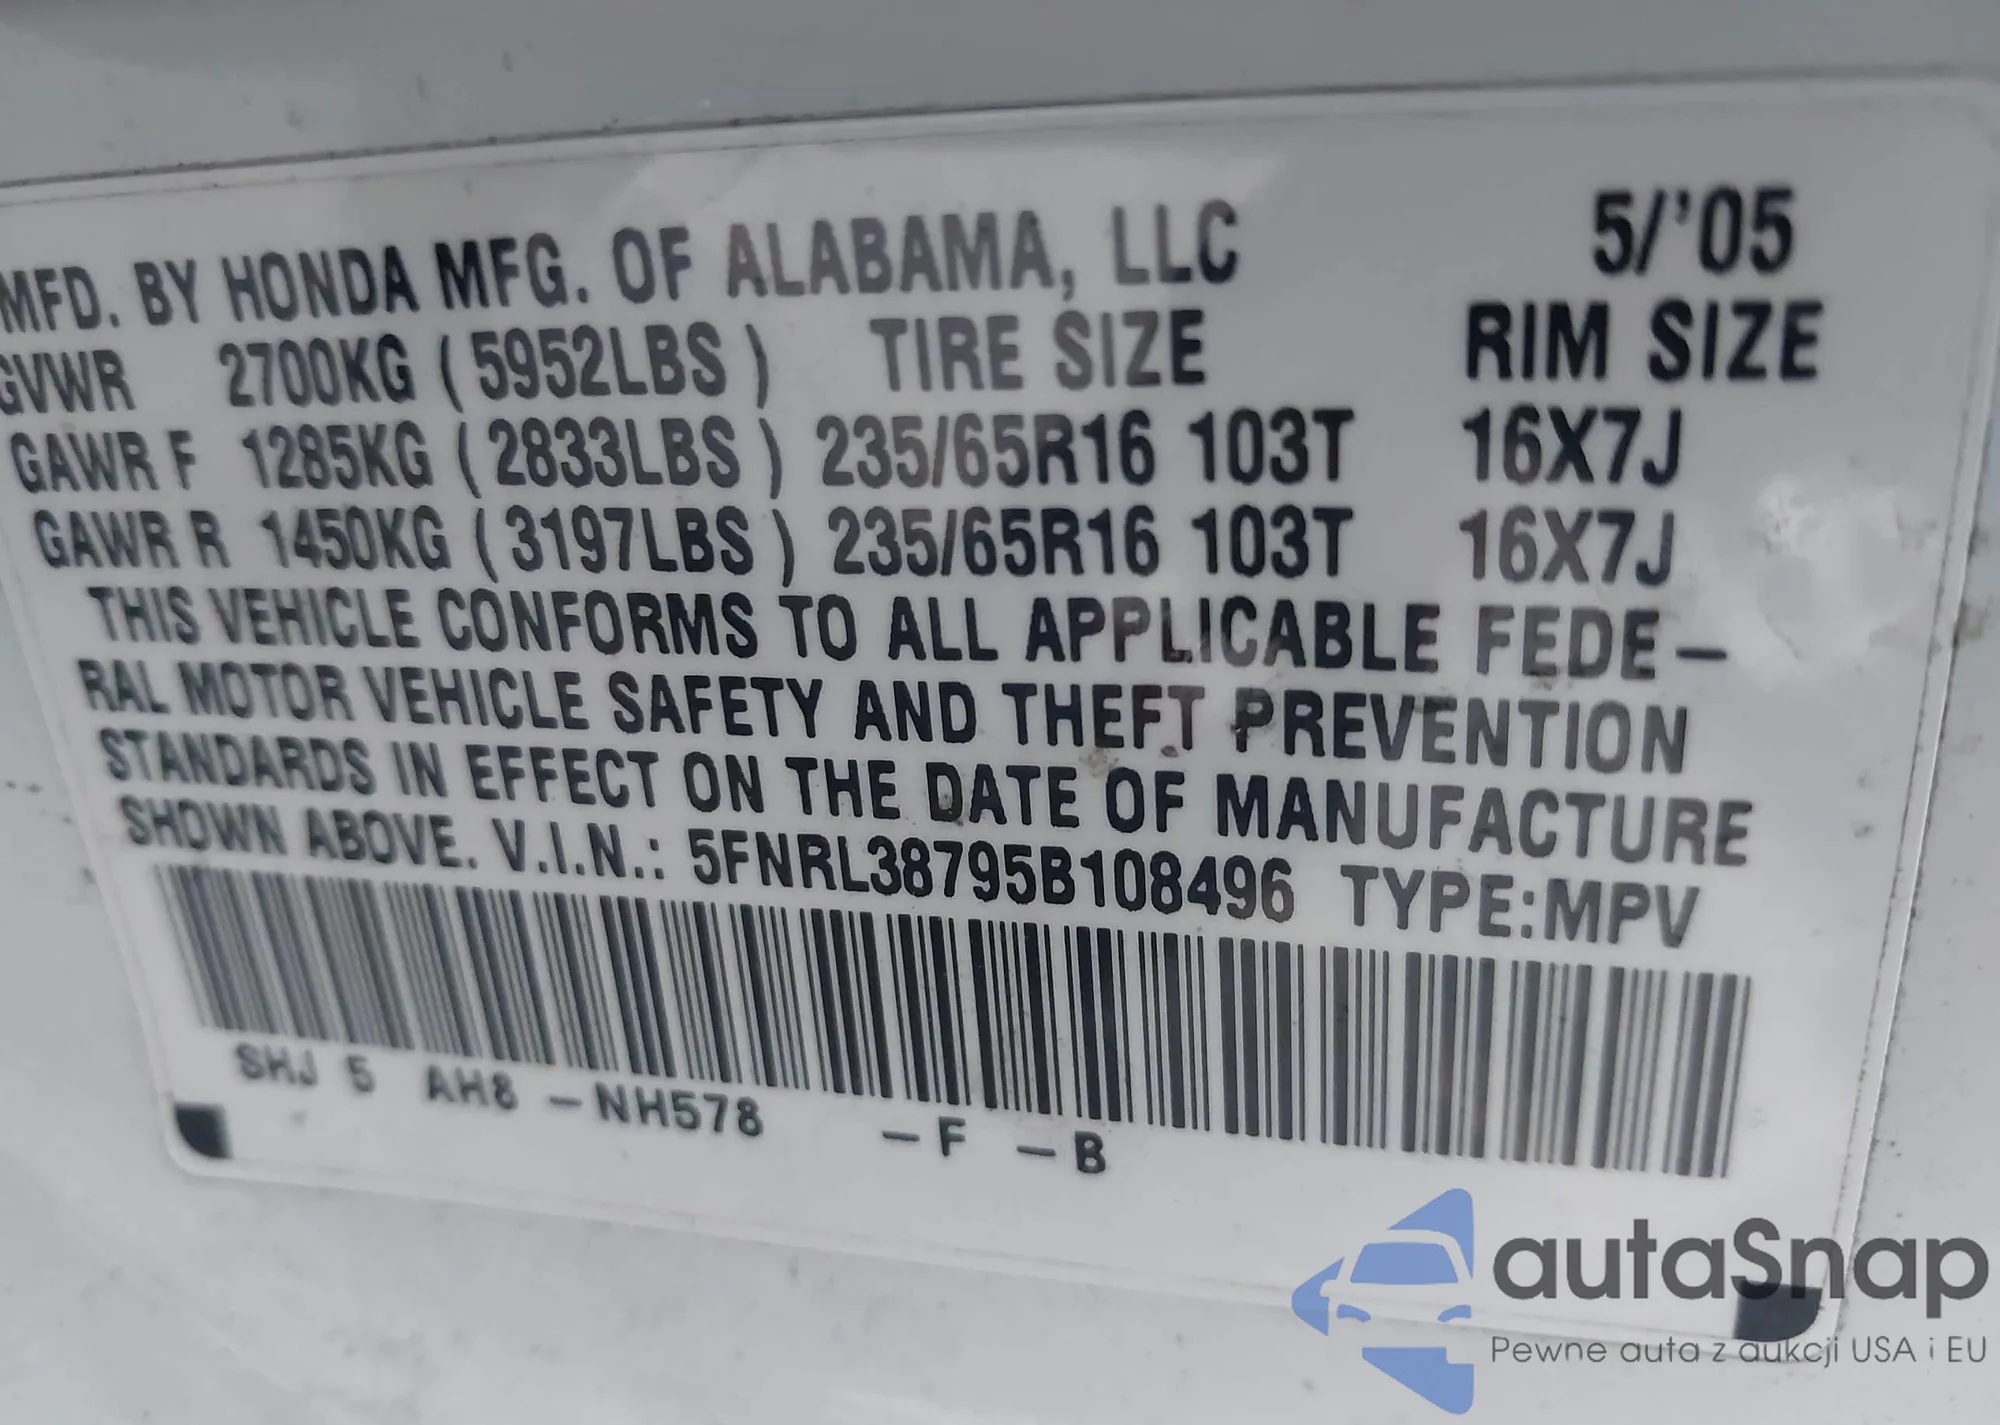 MFD. BY HONDA MFG. OF ALABAMA, LLC 5/'05
GVWR 2700KG ( 5952LBS ) TIRE SIZE RIM SIZE
GAWR F 1285KG ( 2833LBS ) 235/65R16 103T 16X7J
GAWR R 1450KG ( 3197LBS ) 235/65R16 103T 16X7J
THIS VEHICLE CONFORMS TO ALL APPLICABLE FEDE–
RAL MOTOR VEHICLE SAFETY AND THEFT PREVENTION
STANDARDS IN EFFECT ON THE DATE OF MANUFACTURE
SHOWN ABOVE. V.I.N.: 5FNRL38795B108496 TYPE:MPV
SHJ 5 AH8 –NH578 –F –B
autaSnap
Pewne auta z aukcji USA i EU